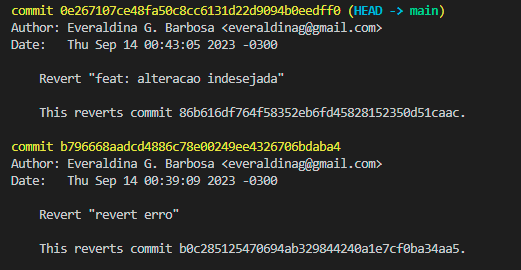 commit 0e267107ce48fa50c8cc6131d22d9094b0eedff0 (HEAD -> main)
Author: Everaldina G. Barbosa <everaldinag@gmail.com>
Date:   Thu Sep 14 00:43:05 2023 -0300
Revert "feat: alteracao indesejada"
This reverts commit 86b616df764f58352eb6fd45828152350d51caac.
commit b796668aadcd4886c78e00249ee4326706bdaba4
Author: Everaldina G. Barbosa <everaldinag@gmail.com>
Date:   Thu Sep 14 00:39:09 2023 -0300
Revert "revert erro"
This reverts commit b0c285125470694ab329844240a1e7cf0ba34aa5.